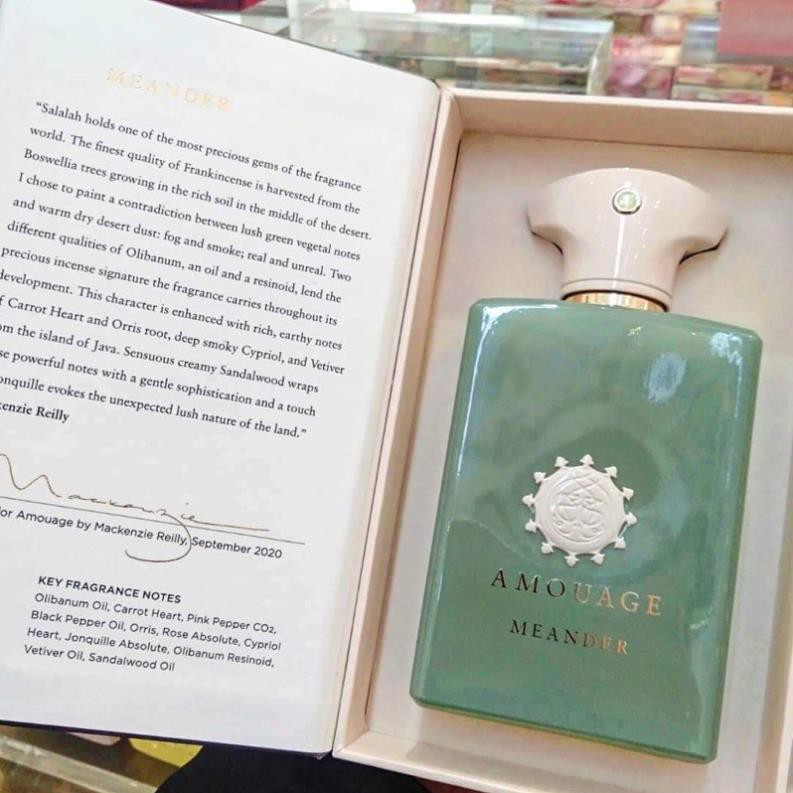 MEANDER
“Salalah holds one of the most precious gems of the fragrance
world. The finest quality of Frankincense is harvested from the
Boswellia trees growing in the rich soil in the middle of the desert.
I chose to paint a contradiction between lush green vegetal notes
and warm dry desert dust: fog and smoke; real and unreal. Two
different qualities of Olibanum, an oil and a resinoid, lend the
precious incense signature the fragrance carries throughout its
development. This character is enhanced with rich, earthy notes
f Carrot Heart and Orris root, deep smoky Cypriol, and Vetiver
om the island of Java. Sensuous creamy Sandalwood wraps
se powerful notes with a gentle sophistication and a touch
onquille evokes the unexpected lush nature of the land.”
kenzie Reilly
Mackenzie
for Amouage by Mackenzie Reilly, September 2020
KEY FRAGRANCE NOTES
Olibanum Oil, Carrot Heart, Pink Pepper CO2,
Black Pepper Oil, Orris, Rose Absolute, Cypriol
Heart, Jonquille Absolute, Olibanum Resinoid,
Vetiver Oil, Sandalwood Oil
AMOUAGE
MEANDER